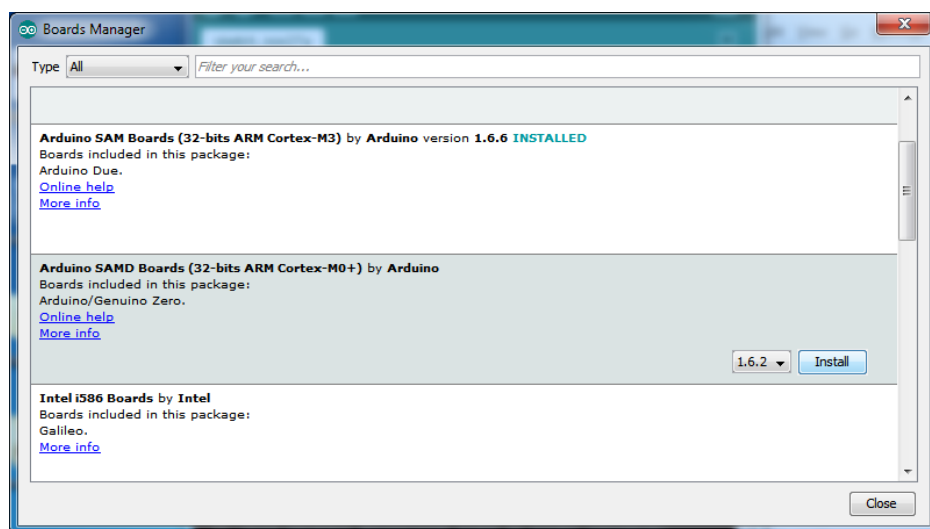 Boards Manager
Type All Filter your search...
Arduino SAM Boards (32-bits ARM Cortex-M3) by Arduino version 1.6.6 INSTALLED
Boards included in this package:
Arduino Due.
Online help
More info
Arduino SAMD Boards (32-bits ARM Cortex-M0+) by Arduino
Boards included in this package:
Arduino/Genuino Zero.
Online help
More info
1.6.2 Install
Intel i586 Boards by Intel
Boards included in this package:
Galileo.
More info
Close